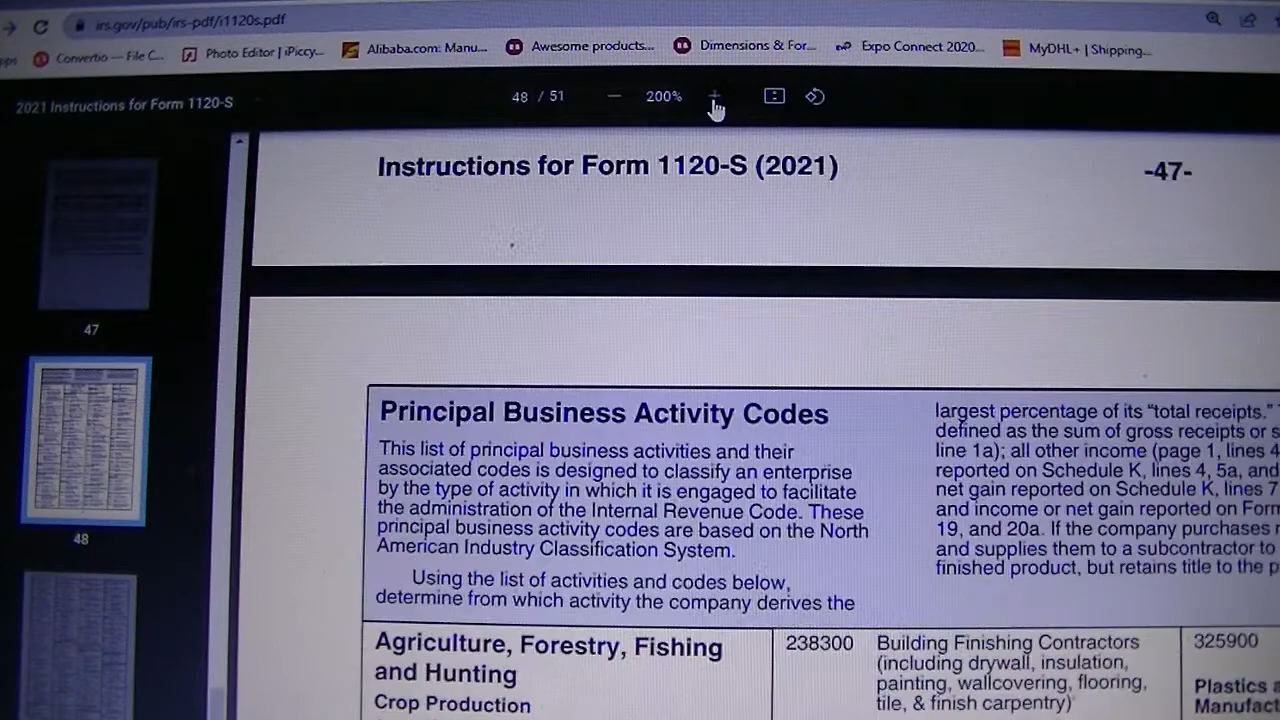 irs.gov/pub/irs-pdf/i1120s.pdf
Convertio — File C...
Photo Editor | iPiccy...
Alibaba.com: Manu...
Awesome products...
Dimensions & For...
Expo Connect 2020...
MyDHL+ | Shipping...
2021 Instructions for Form 1120-S
48 / 51
200%
Instructions for Form 1120-S (2021)
-47-
47
48
Principal Business Activity Codes
This list of principal business activities and their
associated codes is designed to classify an enterprise
by the type of activity in which it is engaged to facilitate
the administration of the Internal Revenue Code. These
principal business activity codes are based on the North
American Industry Classification System.
Using the list of activities and codes below,
determine from which activity the company derives the
largest percentage of its “total receipts.”
defined as the sum of gross receipts or s
line 1a); all other income (page 1, lines 4
reported on Schedule K, lines 4, 5a, and
net gain reported on Schedule K, lines 7
and income or net gain reported on Form
19, and 20a. If the company purchases r
and supplies them to a subcontractor to
finished product, but retains title to the p
Agriculture, Forestry, Fishing
and Hunting
Crop Production
238300 Building Finishing Contractors
(including drywall, insulation,
painting, wallcovering, flooring,
tile, & finish carpentry)
325900
Plastics a
Manufact